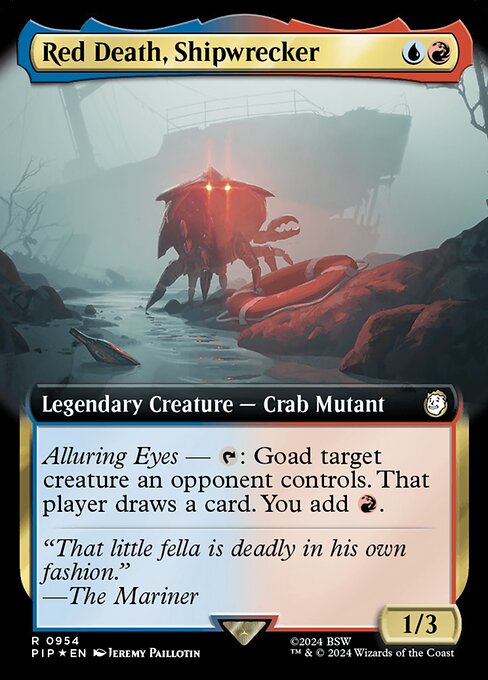 Red Death, Shipwrecker
Legendary Creature — Crab Mutant
Alluring Eyes — : Goad target
creature an opponent controls. That
player draws a card. You add .
“That little fella is deadly in his own
fashion.”
—The Mariner
1/3
R 0954
PIP ★ EN Jeremy Paillotin
©2024 BSW
™ & © 2024 Wizards of the Coast